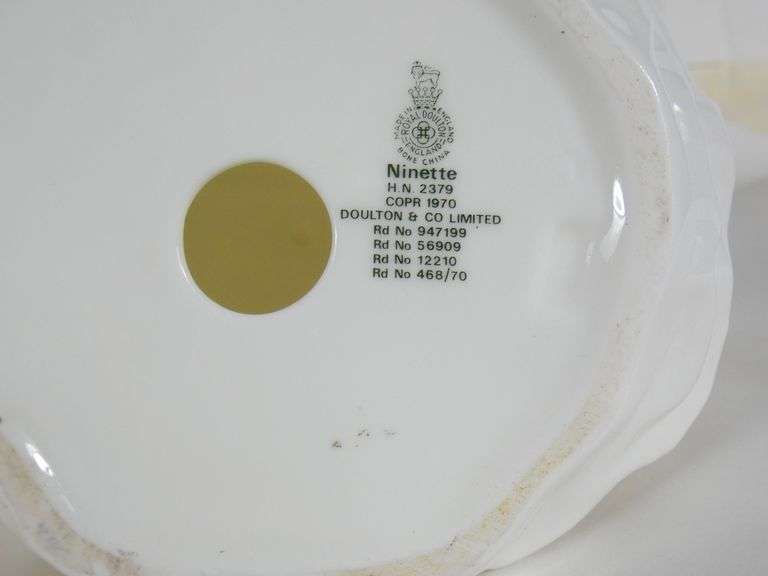 MADE IN ENGLAND
ROYAL DOULTON
ENGLAND
BONE CHINA
Ninette
H.N. 2379
COPR 1970
DOULTON & CO LIMITED
Rd No 947199
Rd No 56909
Rd No 12210
Rd No 468/70